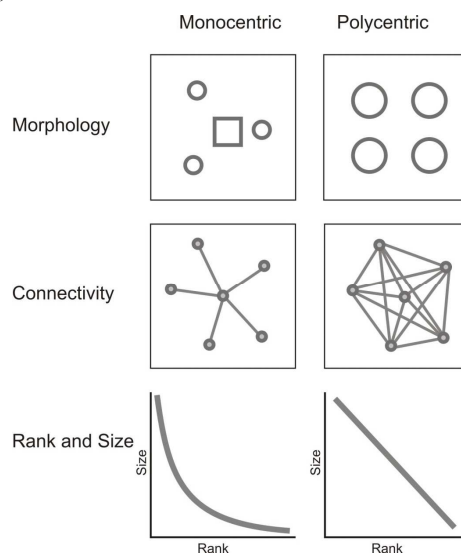 Monocentric Polycentric
Morphology
Connectivity
Rank and Size
Size
Size
Rank
Rank